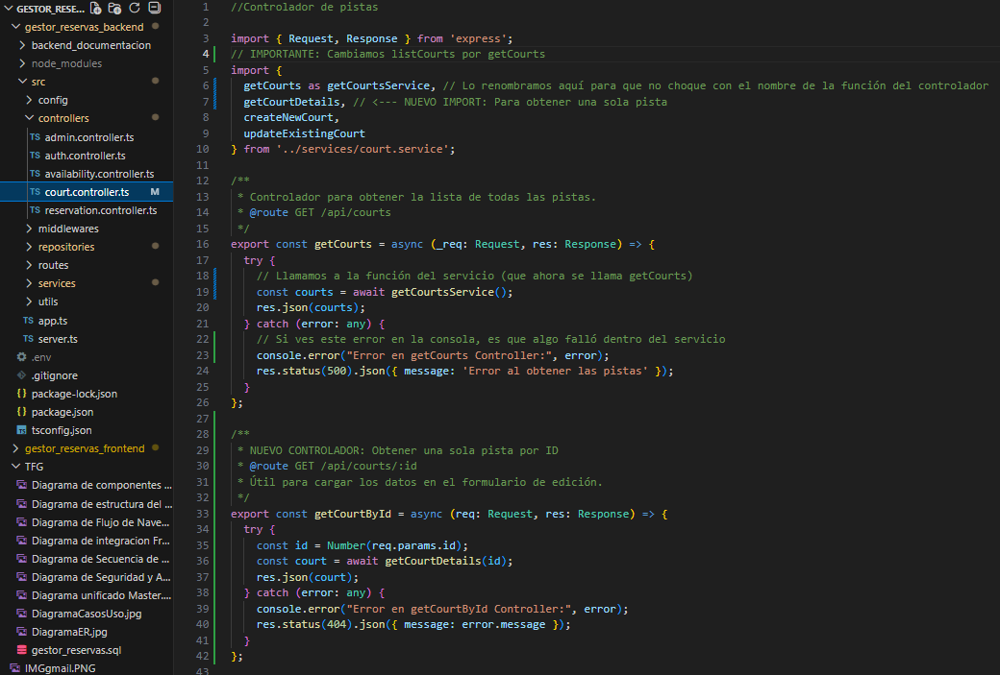 GESTOR_RESE...
gestor_reservas_backend
backend_documentacion
node_modules
src
config
controllers
TS admin.controller.ts
TS auth.controller.ts
TS availability.controller.ts
TS court.controller.ts M
TS reservation.controller.ts
middlewares
repositories
routes
services
utils
TS app.ts
TS server.ts
.env
.gitignore
{} package-lock.json
{} package.json
TS tsconfig.json
gestor_reservas_frontend
TFG
Diagrama de componentes ...
Diagrama de estructura del ...
Diagrama de Flujo de Nave...
Diagrama de integracion Fr...
Diagrama de Secuencia de ...
Diagrama de Seguridad y A...
Diagrama unificado Master....
DiagramaCasosUso.jpg
DiagramaER.jpg
gestor_reservas.sql
IMGgmail.PNG
1 //Controlador de pistas
2
3 import { Request, Response } from 'express';
4 // IMPORTANTE: Cambiamos listCourts por getCourts
5 import {
6 getCourts as getCourtsService, // Lo renombramos aquí para que no choque con el nombre de la función del controlador
7 getCourtDetails, // <--- NUEVO IMPORT: Para obtener una sola pista
8 createNewCourt,
9 updateExistingCourt
10 } from '../services/court.service';
11
12 /**
13 * Controlador para obtener la lista de todas las pistas.
14 * @route GET /api/courts
15 */
16 export const getCourts = async (_req: Request, res: Response) => {
17 try {
18 // Llamamos a la función del servicio (que ahora se llama getCourts)
19 const courts = await getCourtsService();
20 res.json(courts);
21 } catch (error: any) {
22 // Si ves este error en la consola, es que algo falló dentro del servicio
23 console.error("Error en getCourts Controller:", error);
24 res.status(500).json({ message: 'Error al obtener las pistas' });
25 }
26 };
27
28 /**
29 * NUEVO CONTROLADOR: Obtener una sola pista por ID
30 * @route GET /api/courts/:id
31 * Útil para cargar los datos en el formulario de edición.
32 */
33 export const getCourtById = async (req: Request, res: Response) => {
34 try {
35 const id = Number(req.params.id);
36 const court = await getCourtDetails(id);
37 res.json(court);
38 } catch (error: any) {
39 console.error("Error en getCourtById Controller:", error);
40 res.status(404).json({ message: error.message });
41 }
42 };
43